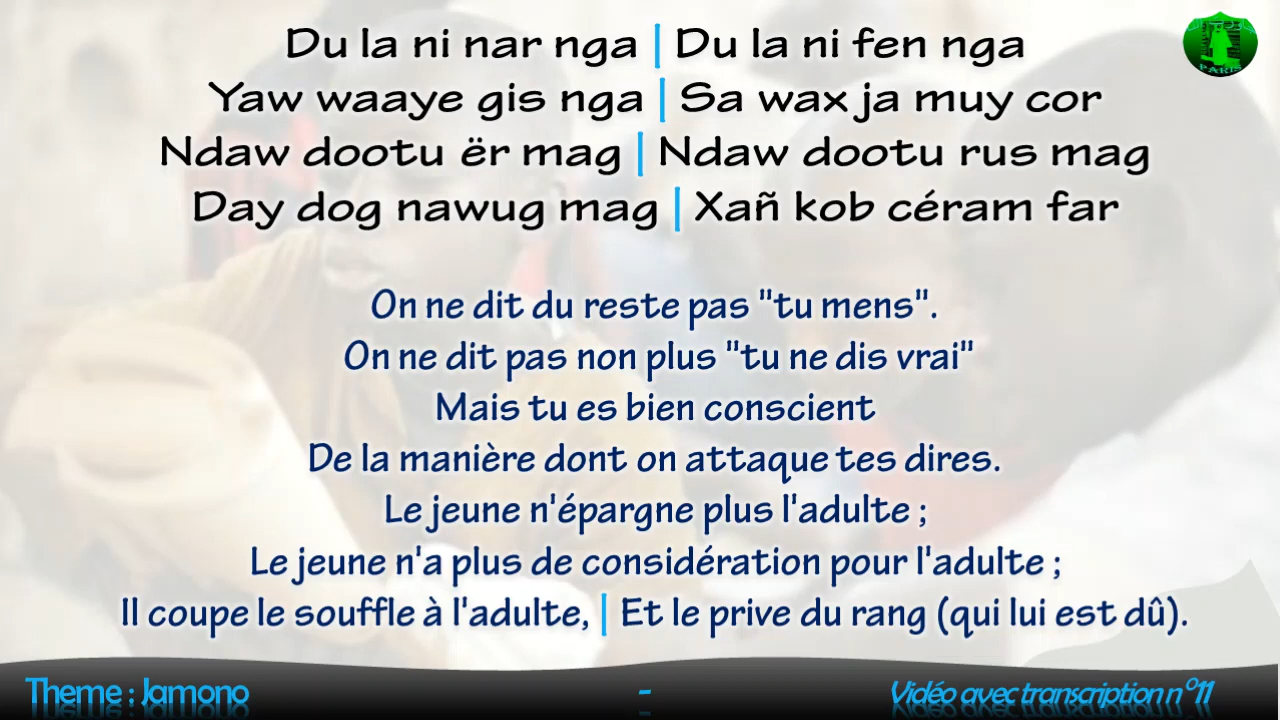 Du la ni nar nga | Du la ni fen nga
Yaw waaye gis nga | Sa wax ja muy cor
Ndaw dootu ër mag | Ndaw dootu rus mag
Day dog nawug mag | Xañ kob céram far
On ne dit du reste pas "tu mens".
On ne dit pas non plus "tu ne dis vrai"
Mais tu es bien conscient
De la manière dont on attaque tes dires.
Le jeune n'épargne plus l'adulte ;
Le jeune n'a plus de considération pour l'adulte ;
Il coupe le souffle à l'adulte, | Et le prive du rang (qui lui est dû).
Theme : Jamono - Vidéo avec transcription n°11
PARIS